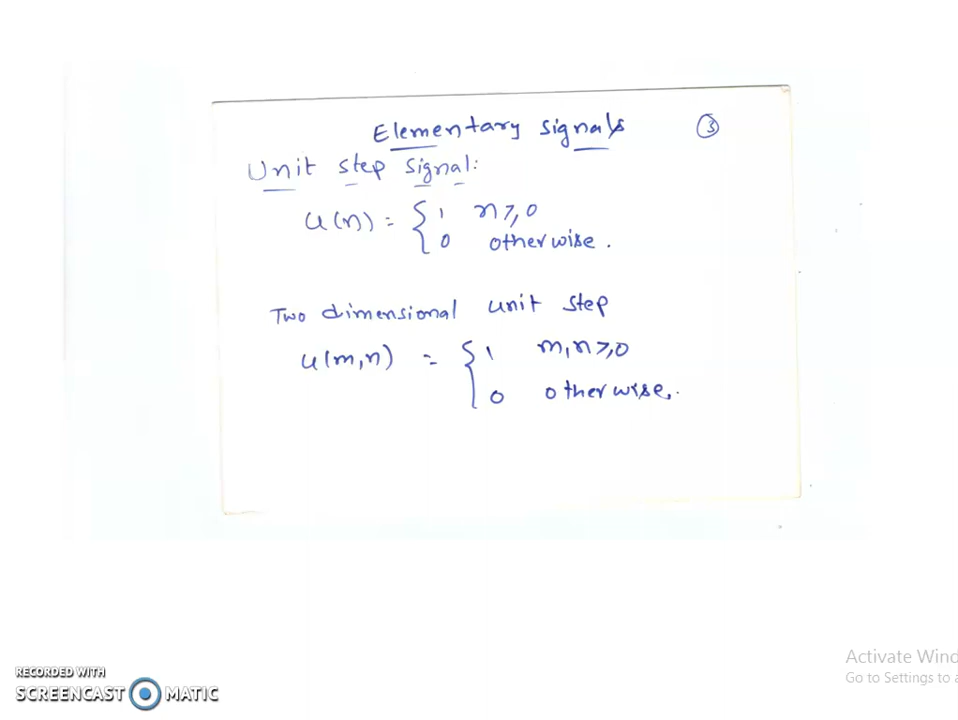 Elementary signals ③
Unit step signal:
u(n) = { 1 n≥0
0 otherwise.
Two dimensional unit step
u(m,n) = { 1 m,n≥0
0 otherwise.
Activate Wind
Go to Settings to a
RECORDED WITH
SCREENCAST MATIC